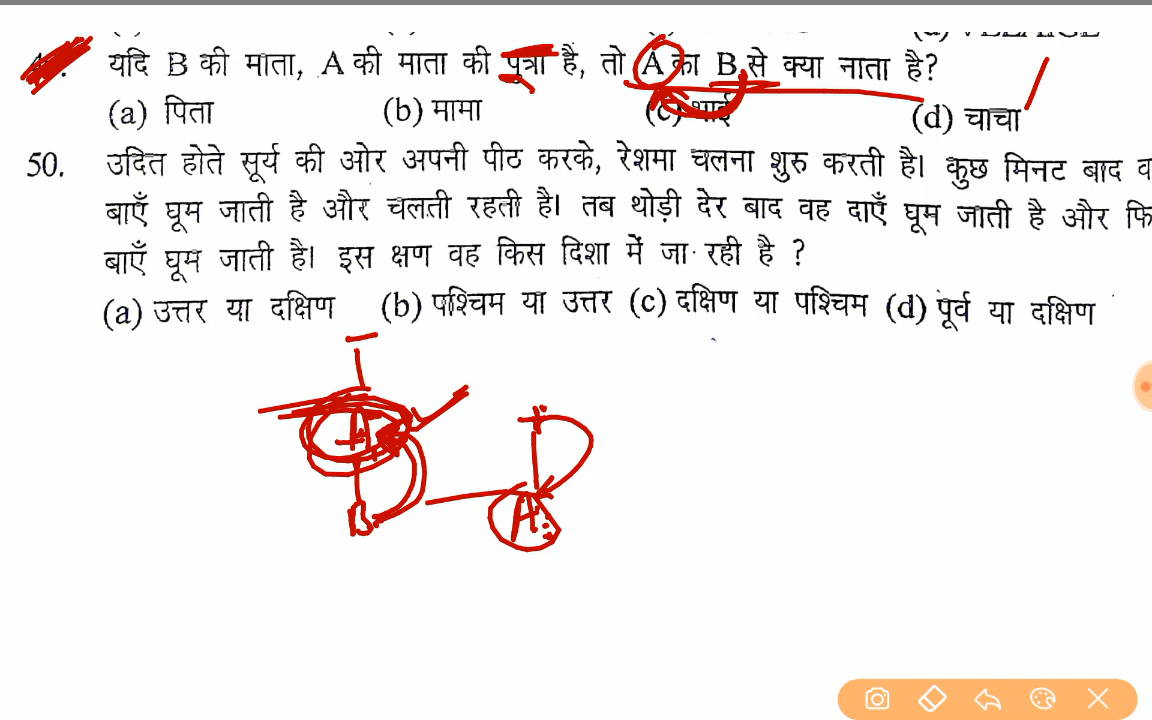 यदि B की माता, A की माता की पुत्री है, तो A का B से क्या नाता है?
(a) पिता (b) मामा (c) भाई (d) चाचा
50. उदित होते सूर्य की ओर अपनी पीठ करके, रेशमा चलना शुरु करती है। कुछ मिनट बाद व
बाएँ घूम जाती है और चलती रहती है। तब थोड़ी देर बाद वह दाएँ घूम जाती है और फि
बाएँ घूम जाती है। इस क्षण वह किस दिशा में जा रही है ?
(a) उत्तर या दक्षिण (b) पश्चिम या उत्तर (c) दक्षिण या पश्चिम (d) पूर्व या दक्षिण
A
B
A